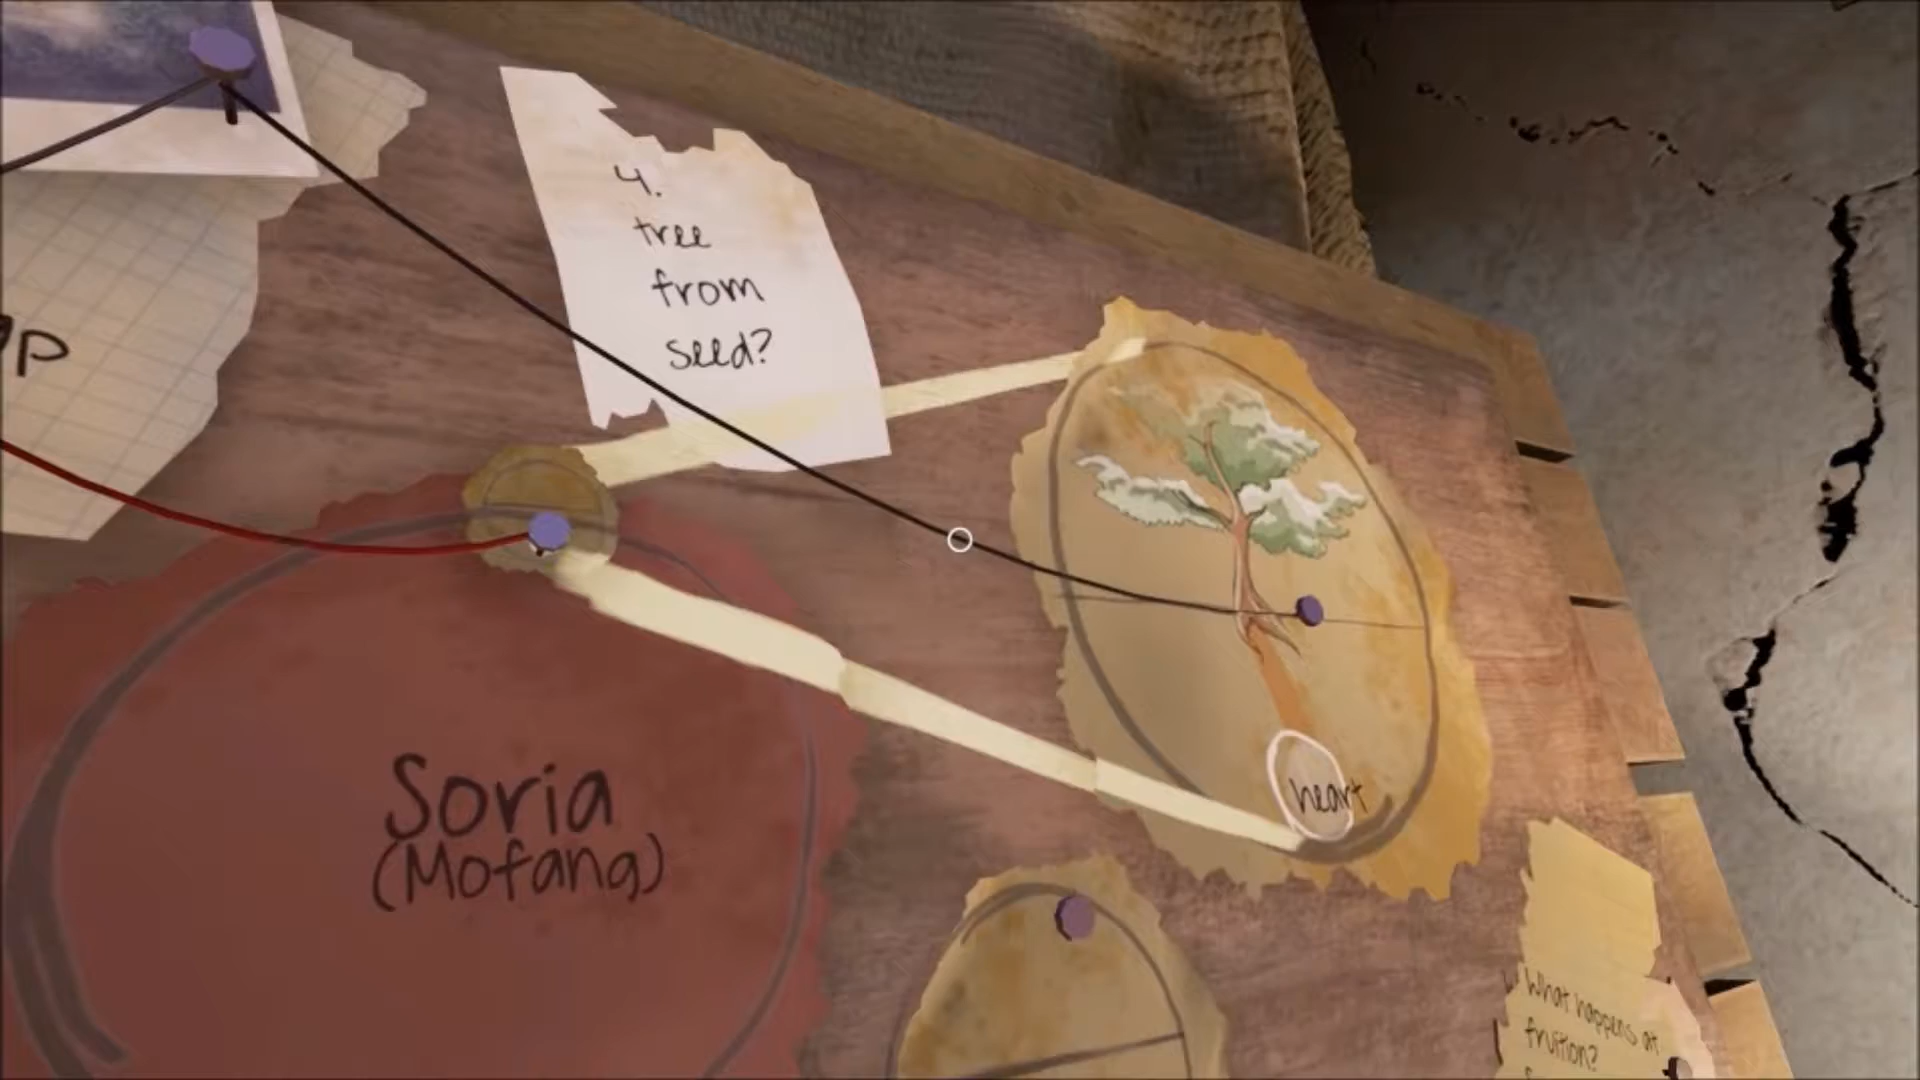 4.
tree
from
seed?
Soria
(Mofang)
heart
What happens at
fruition?